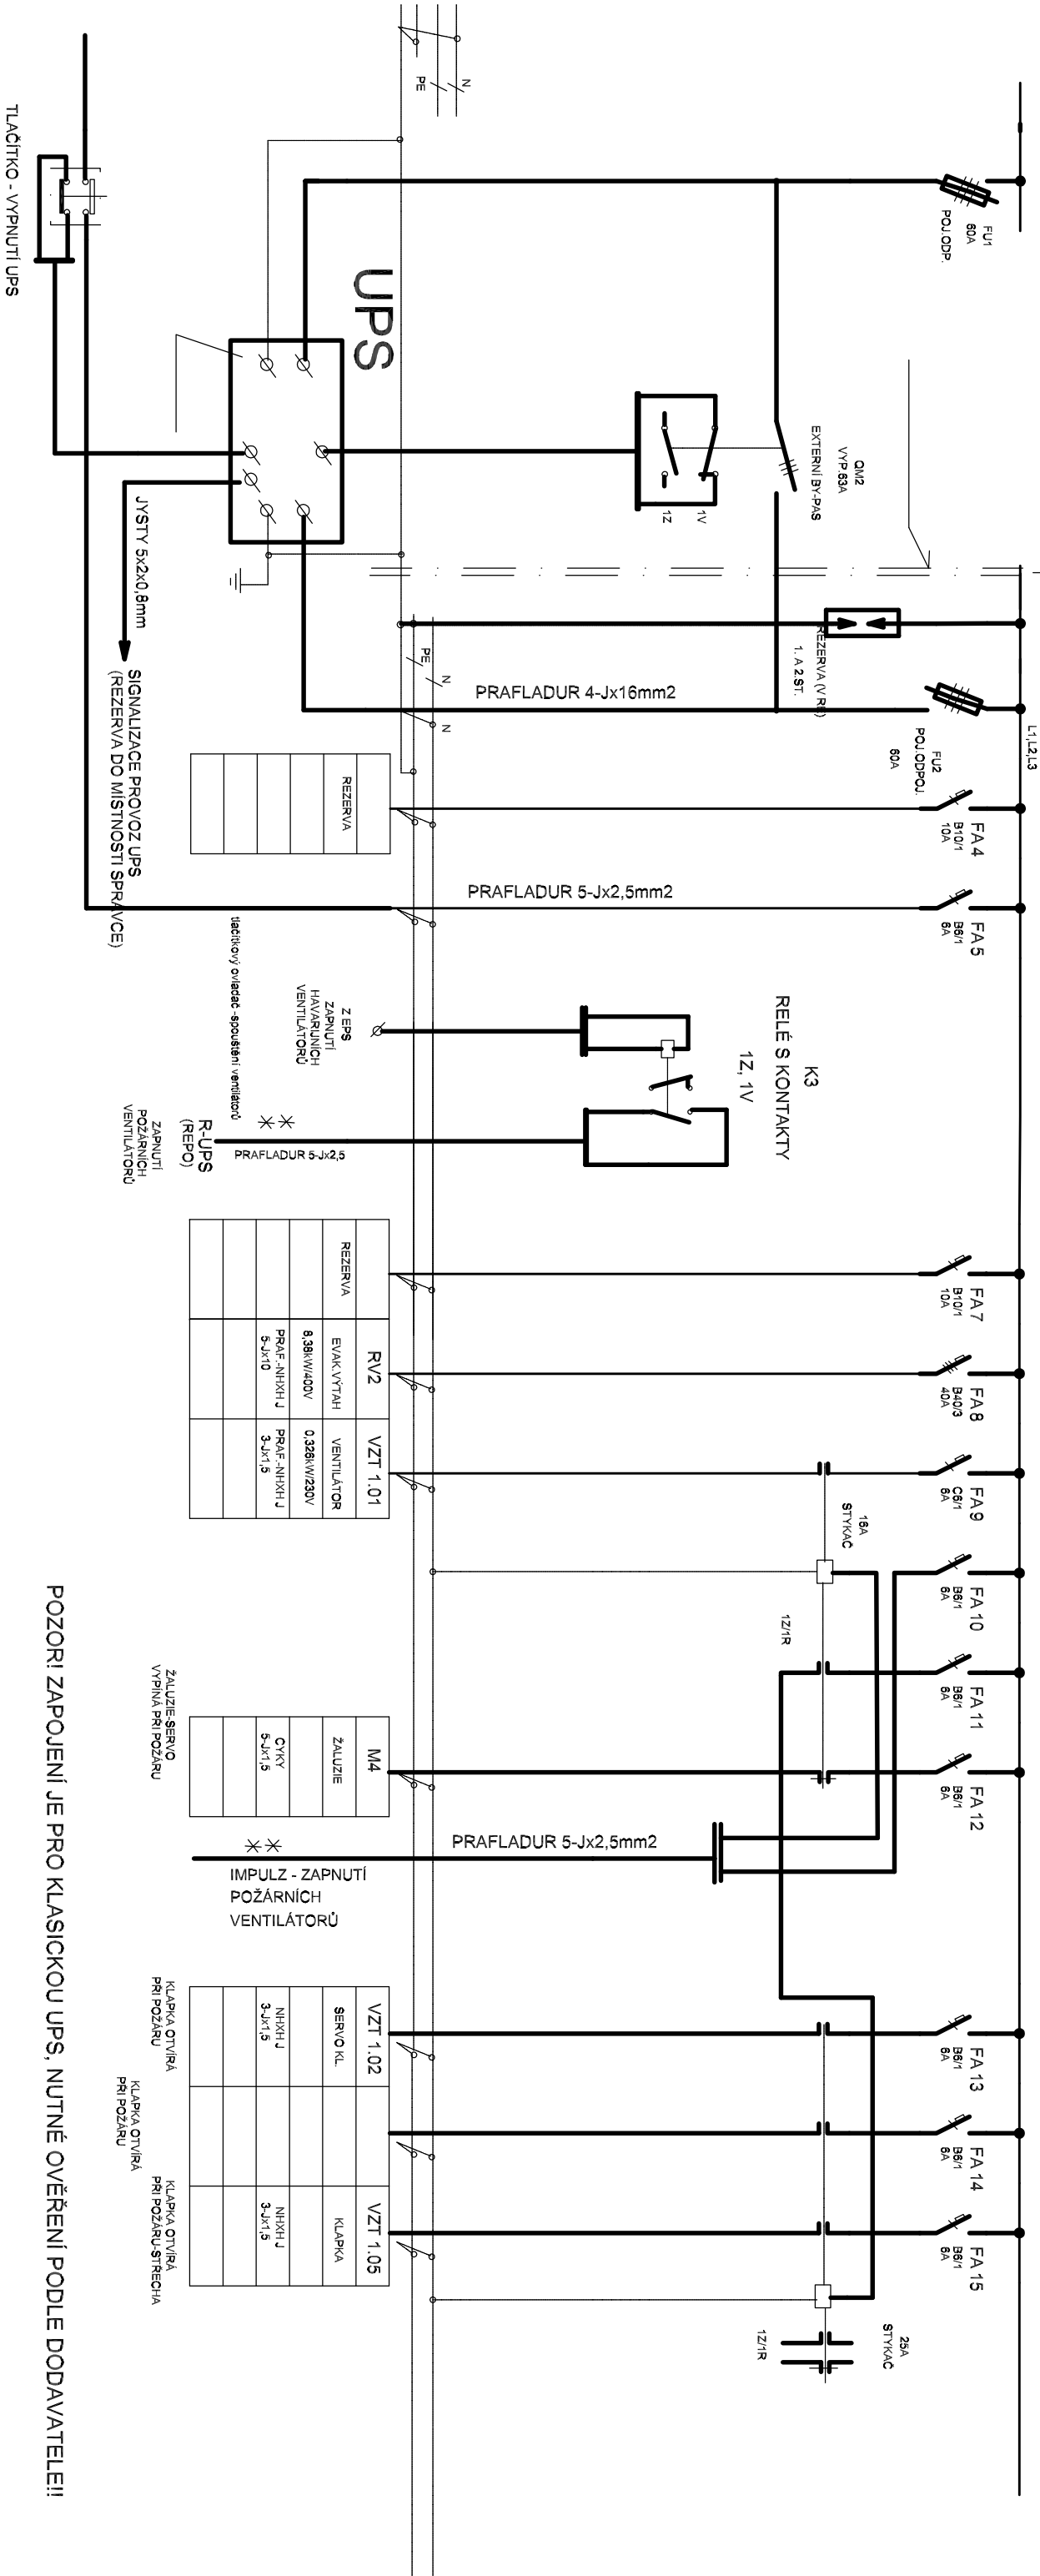 L1,L2,L3
FU1
60A
POJ.ODP.
QM2
VYP.63A
EXTERNÍ BY-PAS
1V
1Z
N
PE
UPS
TLAČÍTKO - VYPNUTÍ UPS
JYSTY 5x2x0,8mm
SIGNALIZACE PROVOZ UPS
(REZERVA DO MÍSTNOSTI SPRÁVCE)
REZERVA (V RE)
1. A 2.ST.
PE
N
N
PRAFLADUR 4-Jx16mm2
FU2
POJ.ODPOJ.
60A
FA 4
B10/1
10A
REZERVA
FA 5
B6/1
6A
PRAFLADUR 5-Jx2,5mm2
K3
RELÉ S KONTAKTY
1Z, 1V
Z EPS
ZAPNUTÍ
HAVARIJNÍCH
VENTILÁTORŮ
tlačítkový ovladač -spouštění ventilátorů
PRAFLADUR 5-Jx2,5
R-UPS
(REPO)
ZAPNUTÍ
POŽÁRNÍCH
VENTILÁTORŮ
FA 7
B10/1
10A
REZERVA
FA 8
B40/3
40A
RV2
EVAK.VÝTAH
8,38kW/400V
PRAF.-NHXH J
5-Jx10
FA 9
C6/1
6A
VZT 1.01
VENTILÁTOR
0,326kW/230V
PRAF.-NHXH J
3-Jx1,5
16A
STYKAČ
FA 10
B6/1
6A
1Z/1R
FA 11
B6/1
6A
FA 12
B6/1
6A
M4
ŽALUZIE
CYKY
5-Jx1,5
ŽALUZIE-SERVO
VYPÍNÁ PŘI POŽÁRU
PRAFLADUR 5-Jx2,5mm2
IMPULZ - ZAPNUTÍ
POŽÁRNÍCH
VENTILÁTORŮ
FA 13
B6/1
6A
VZT 1.02
SERVO KL.
NHXH J
3-Jx1,5
KLAPKA OTVÍRÁ
PŘI POŽÁRU
FA 14
B6/1
6A
KLAPKA OTVÍRÁ
PŘI POŽÁRU
FA 15
B6/1
6A
VZT 1.05
KLAPKA
NHXH J
3-Jx1,5
KLAPKA OTVÍRÁ
PŘI POŽÁRU-STŘECHA
25A
STYKAČ
1Z/1R
POZOR! ZAPOJENÍ JE PRO KLASICKOU UPS, NUTNÉ OVĚŘENÍ PODLE DODAVATELE!!!